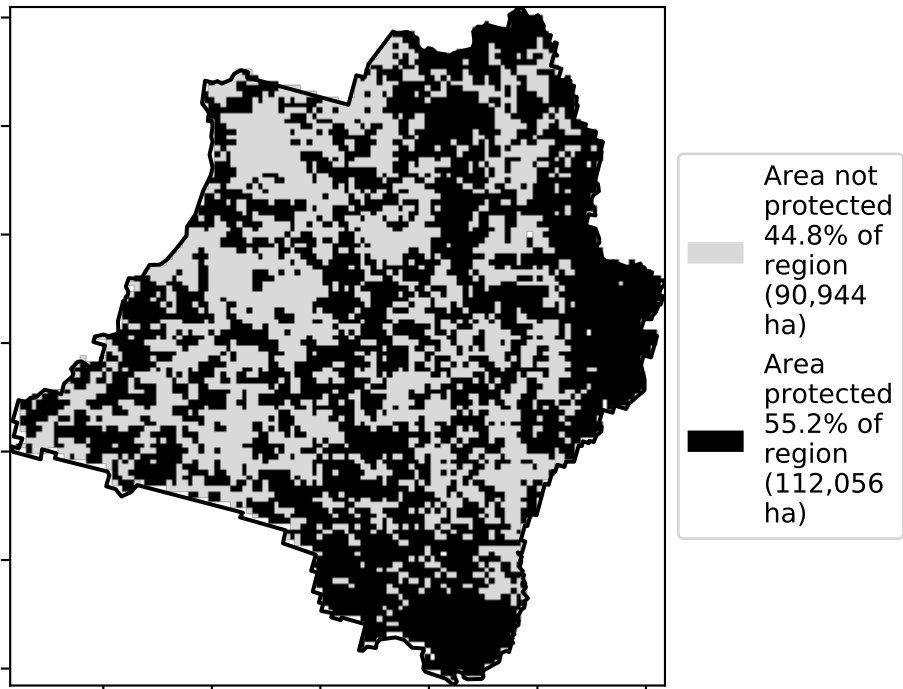 Area not
protected
44.8% of
region
(90,944
ha)
Area
protected
55.2% of
region
(112,056
ha)